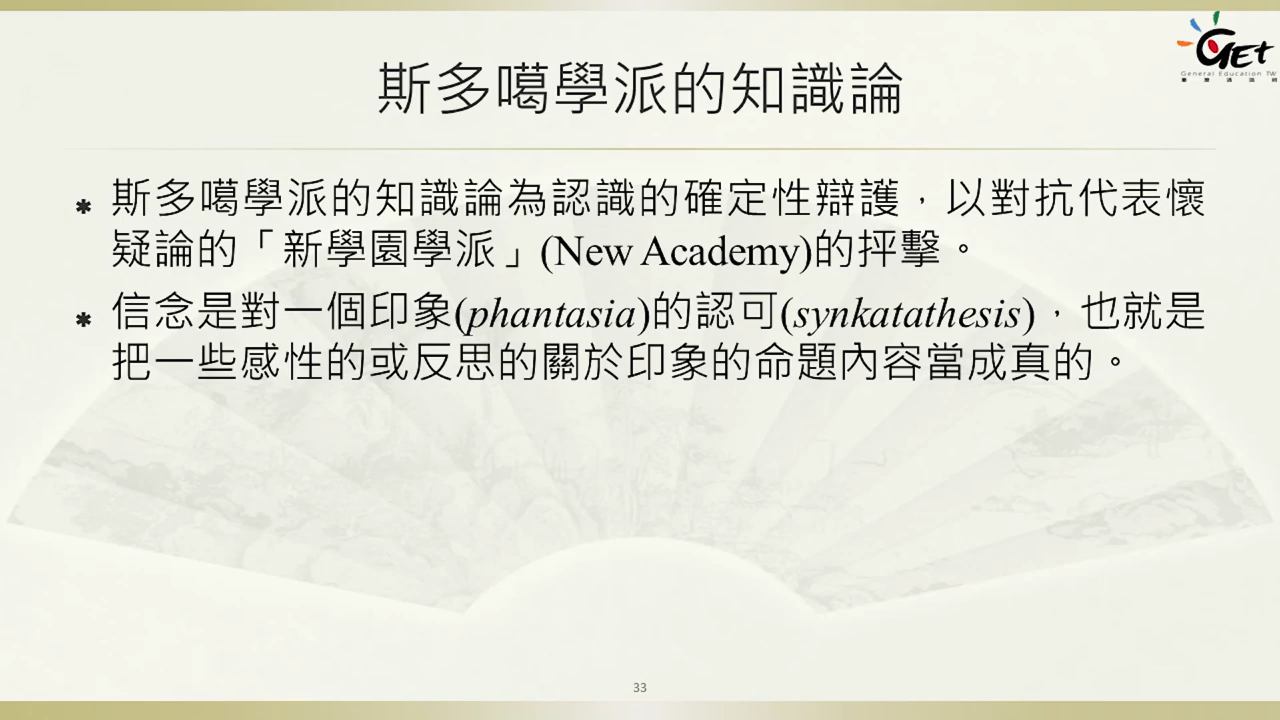 GET
General Education TW
斯多噶學派的知識論
斯多噶學派的知識論為認識的確定性辯護，以對抗代表懷
疑論的「新學園學派」(New Academy)的抨擊。
信念是對一個印象(phantasia)的認可(synkatathesis)，也就是
把一些感性的或反思的關於印象的命題內容當成真的。
33